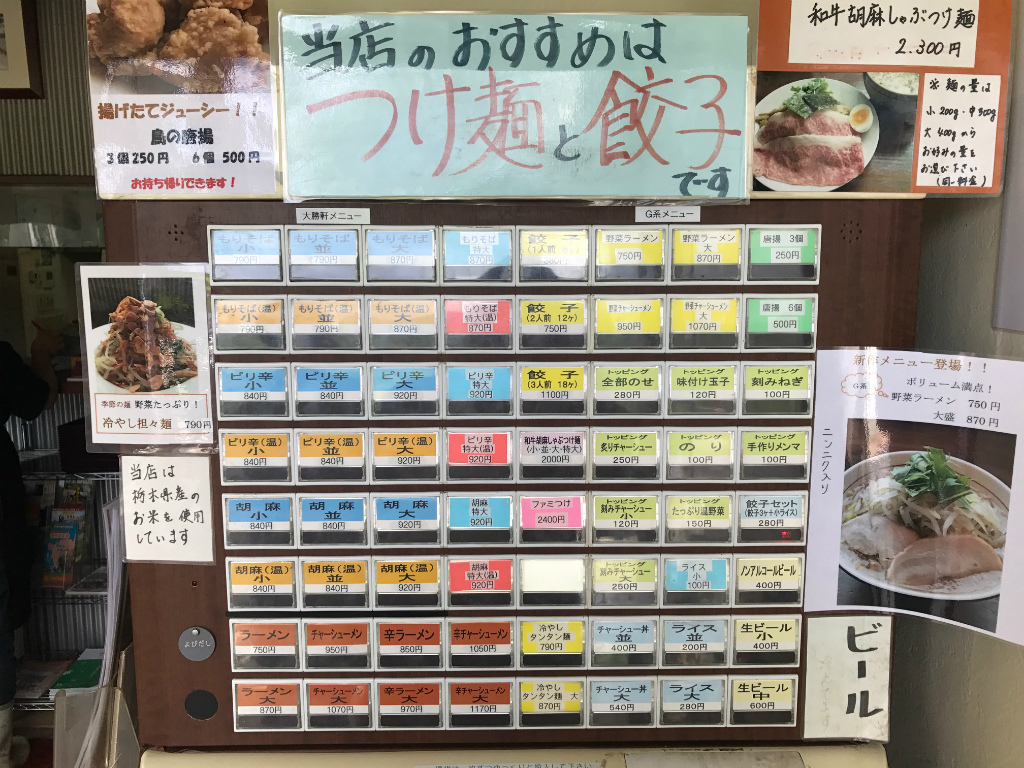 当店のおすすめは
つけ麺と餃子
でーす
揚げたてジューシー！！
鳥の唐揚
3個250円 6個500円
お持ち帰りできます！
和牛胡麻しゃぶつけ麺
2.300円
※麺の量は
小200g・中300g
大400gから
お好みの量を
お選び下さい
(同一料金)
大勝軒メニュー
G系メニュー
もりそば 小 790円
もりそば 並 790円
もりそば 大 870円
もりそば 特大 870円
餃子 (1人前
野菜ラーメン 750円
野菜ラーメン 大 870円
唐揚 3個 250円
もりそば(温) 小 790円
もりそば(温) 並 790円
もりそば(温) 大 870円
もりそば 特大(温) 870円
餃子 (2人前 12ヶ) 750円
野菜チャーシューメン 950円
野菜チャーシューメン 大 1070円
唐揚 6個 500円
ピリ辛 小 840円
ピリ辛 並 840円
ピリ辛 大 920円
ピリ辛 特大 920円
餃子 (3人前 18ヶ) 1100円
トッピング 全部のせ 280円
トッピング 味付け玉子 120円
トッピング 刻みねぎ 100円
ピリ辛(温) 小 840円
ピリ辛(温) 並 840円
ピリ辛(温) 大 920円
ピリ辛 特大(温) 920円
和牛胡麻しゃぶつけ麺 (小・並・大・特大) 2000円
トッピング 炙りチャーシュー 250円
トッピング のり 100円
トッピング 手作りメンマ 100円
胡麻 小 840円
胡麻 並 840円
胡麻 大 920円
胡麻 特大 920円
ファミつけ 2400円
トッピング 刻みチャーシュー 小 120円
トッピング たっぷり温野菜 150円
餃子セット (餃子3ヶ+小ライス) 280円
胡麻(温) 小 840円
胡麻(温) 並 840円
胡麻(温) 大 920円
胡麻 特大(温) 920円
トッピング 刻みチャーシュー 大 250円
ライス 小 100円
ノンアルコールビール 400円
ラーメン 750円
チャーシューメン 950円
辛ラーメン 850円
辛チャーシューメン 1050円
冷やし タンタン麺 790円
チャーシュー丼 並 400円
ライス 並 200円
生ビール 小 400円
ラーメン 大 870円
チャーシューメン 大 1070円
辛ラーメン 大 970円
辛チャーシューメン 大 1170円
冷やし タンタン麺 大 870円
チャーシュー丼 大 540円
ライス 大 280円
生ビール 中 600円
季節の麺 野菜たっぷり！
冷やし担々麺 790円
当店は
栃木県産の
お米を使用
しています
よびだし
新作メニュー登場！！
G系 ボリューム満点！
野菜ラーメン 750円
大盛 870円
ニンニク入り
ビール